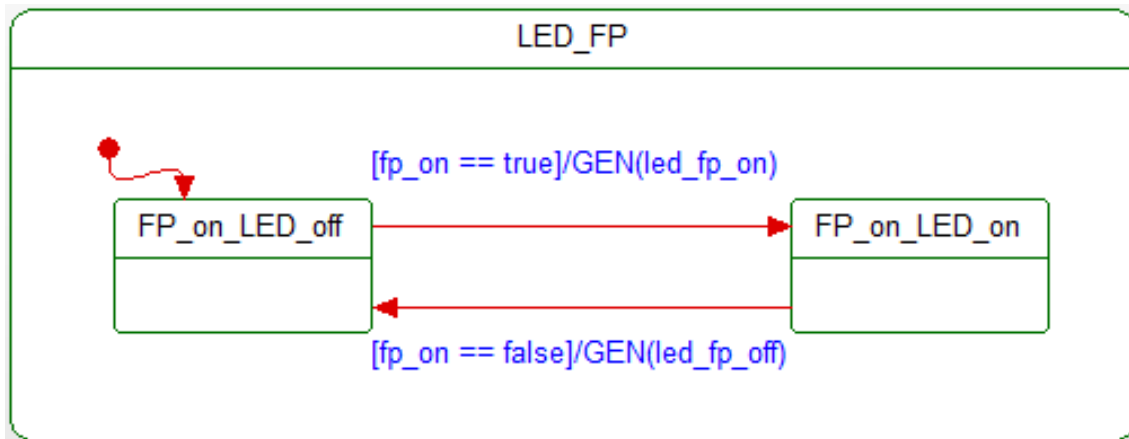 LED_FP
[fp_on == true]/GEN(led_fp_on)
FP_on_LED_off
FP_on_LED_on
[fp_on == false]/GEN(led_fp_off)